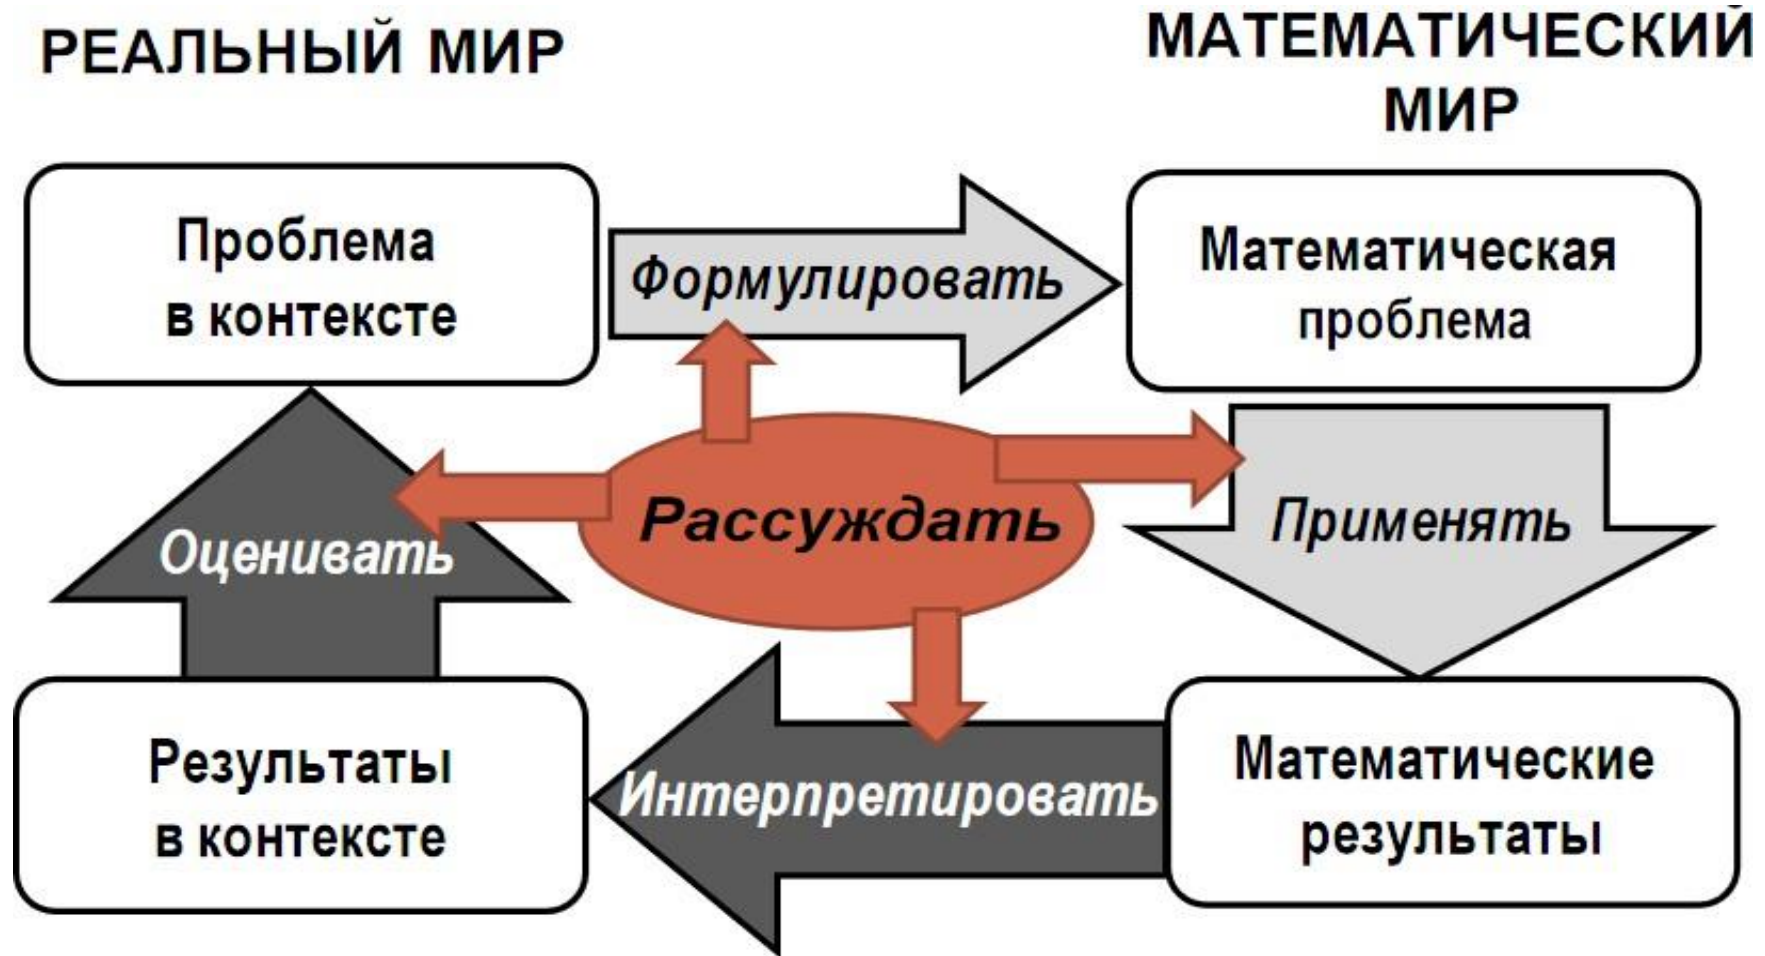 РЕАЛЬНЫЙ МИР
МАТЕМАТИЧЕСКИЙ
МИР
Проблема
в контексте
Формулировать
Математическая
проблема
Оценивать
Рассуждать
Применять
Результаты
в контексте
Интерпретировать
Математические
результаты